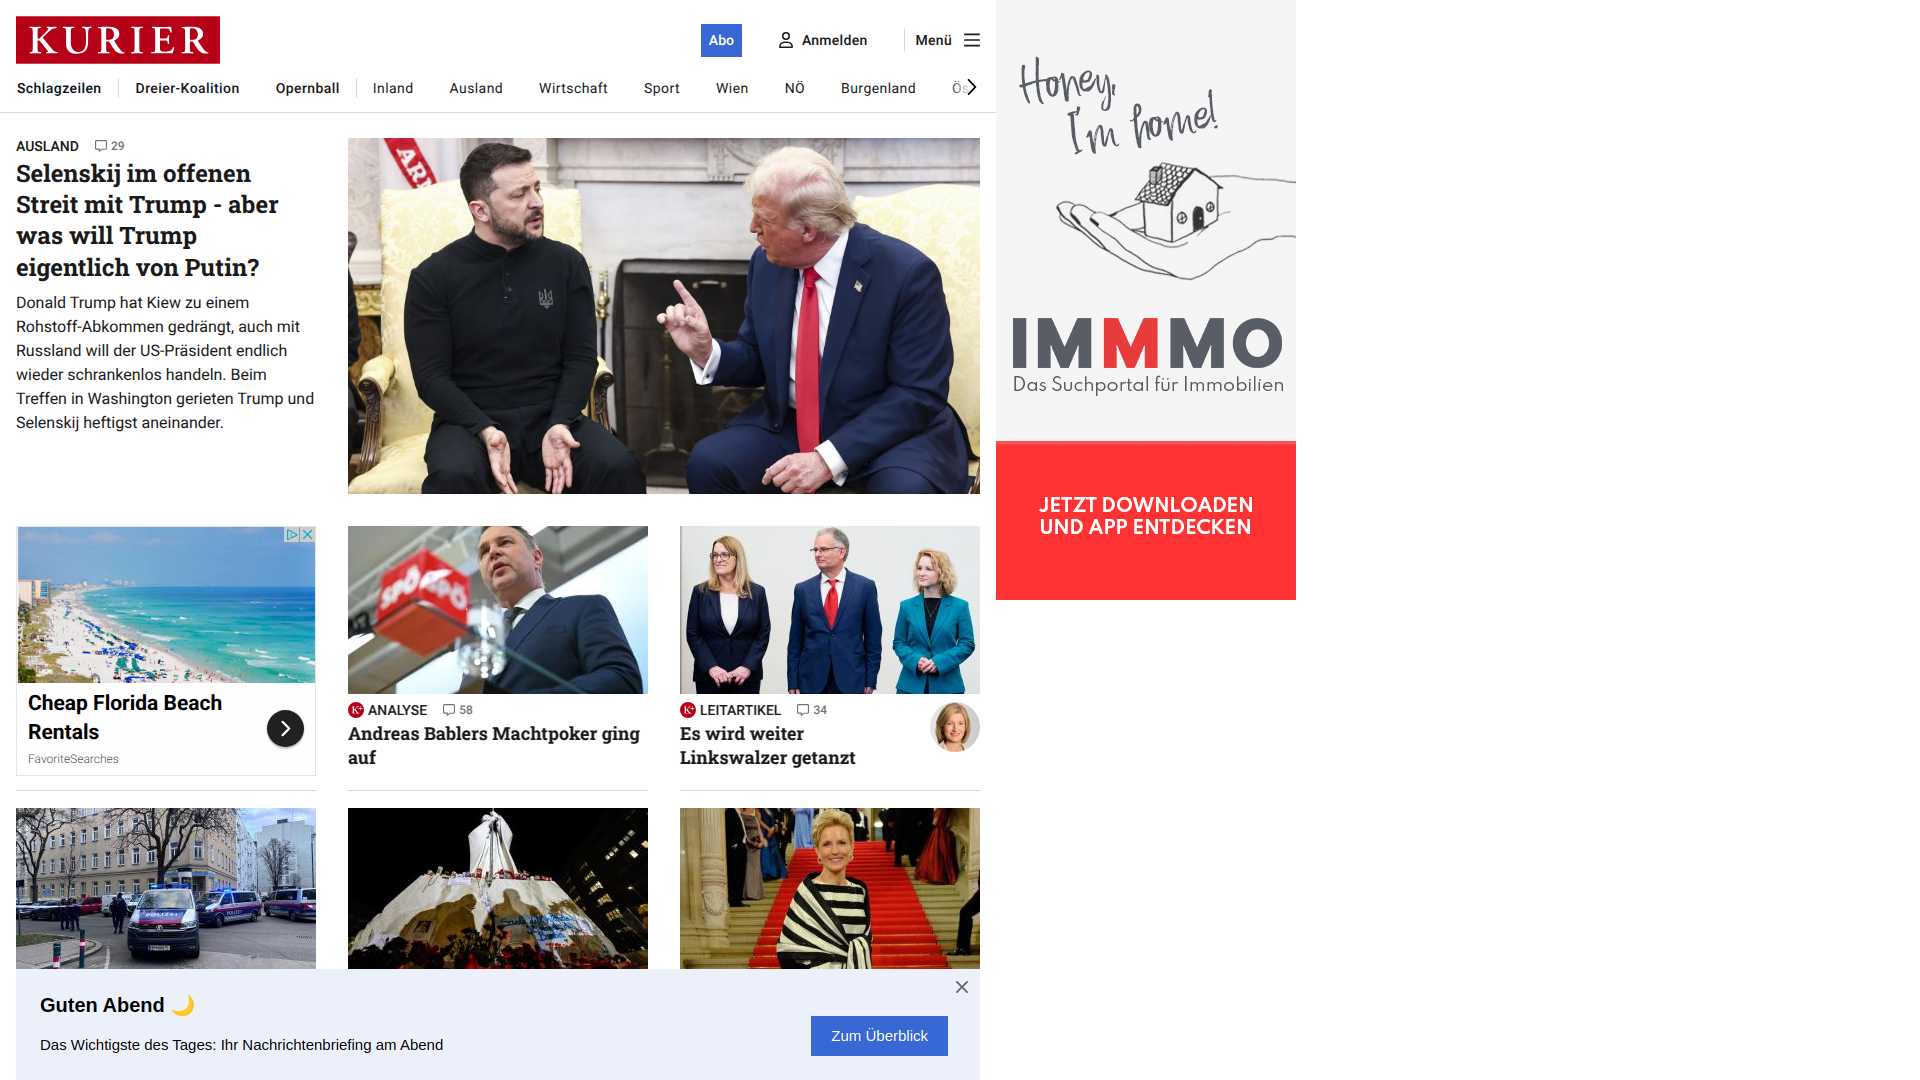 KURIER
Abo
Anmelden
Menü
Schlagzeilen
Dreier-Koalition
Opernball
Inland
Ausland
Wirtschaft
Sport
Wien
NÖ
Burgenland
AUSLAND 29
Selenskij im offenen
Streit mit Trump - aber
was will Trump
eigentlich von Putin?
Donald Trump hat Kiew zu einem
Rohstoff-Abkommen gedrängt, auch mit
Russland will der US-Präsident endlich
wieder schrankenlos handeln. Beim
Treffen in Washington gerieten Trump und
Selenskij heftigst aneinander.
Honey,
I'm home!
IMMMO
Das Suchportal für Immobilien
JETZT DOWNLOADEN
UND APP ENTDECKEN
Cheap Florida Beach
Rentals
FavoriteSearches
SPÖ
K+ ANALYSE 58
Andreas Bablers Machtpoker ging
auf
K+ LEITARTIKEL 34
Es wird weiter
Linkswalzer getanzt
POLIZEI
Guten Abend 🌙
Das Wichtigste des Tages: Ihr Nachrichtenbriefing am Abend
Zum Überblick